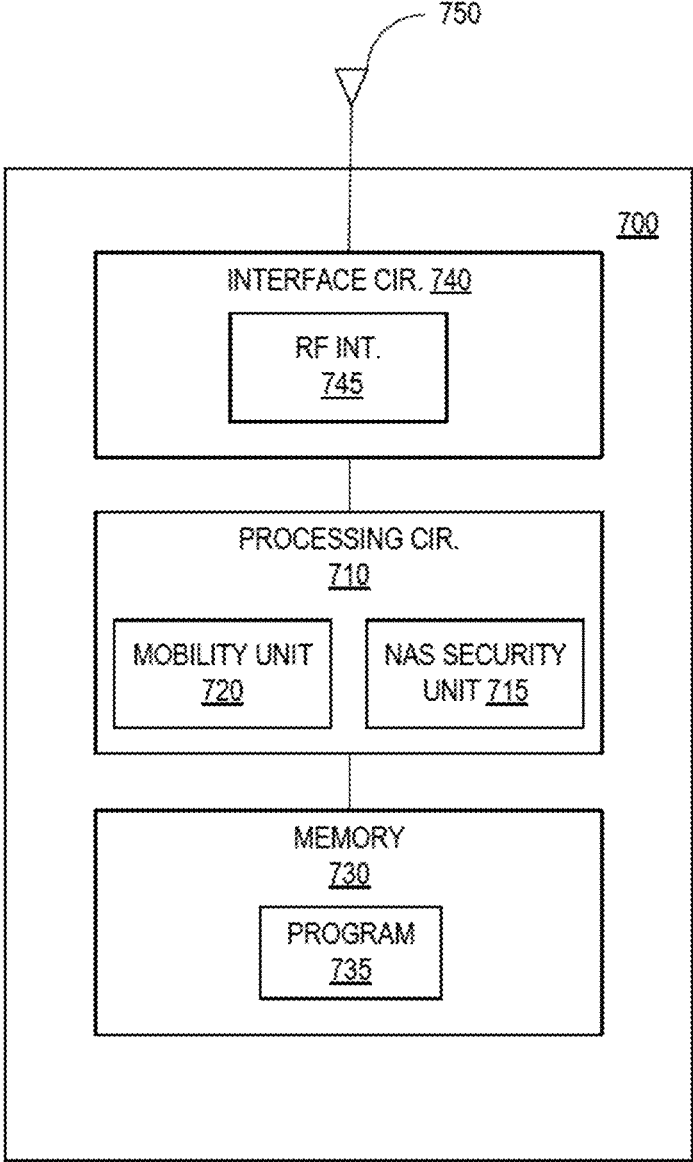 750
700
INTERFACE CIR. 740
RF INT.
745
PROCESSING CIR.
710
MOBILITY UNIT
720
NAS SECURITY
UNIT 715
MEMORY
730
PROGRAM
735